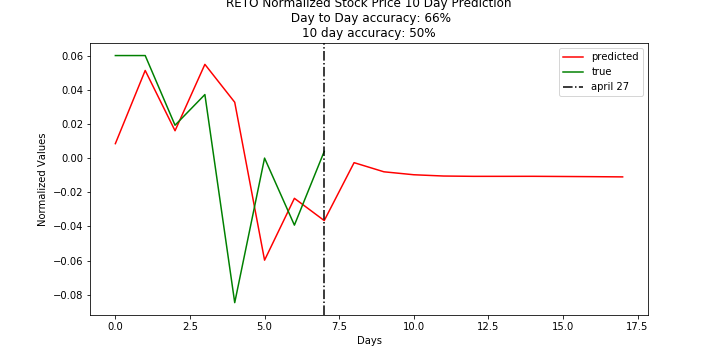 RETO Normalized Stock Price 10 Day Prediction
Day to Day accuracy: 66%
10 day accuracy: 50%
predicted
true
april 27
0.06
0.04
0.02
0.00
−0.02
−0.04
−0.06
−0.08
Normalized Values
0.0 2.5 5.0 7.5 10.0 12.5 15.0 17.5
Days